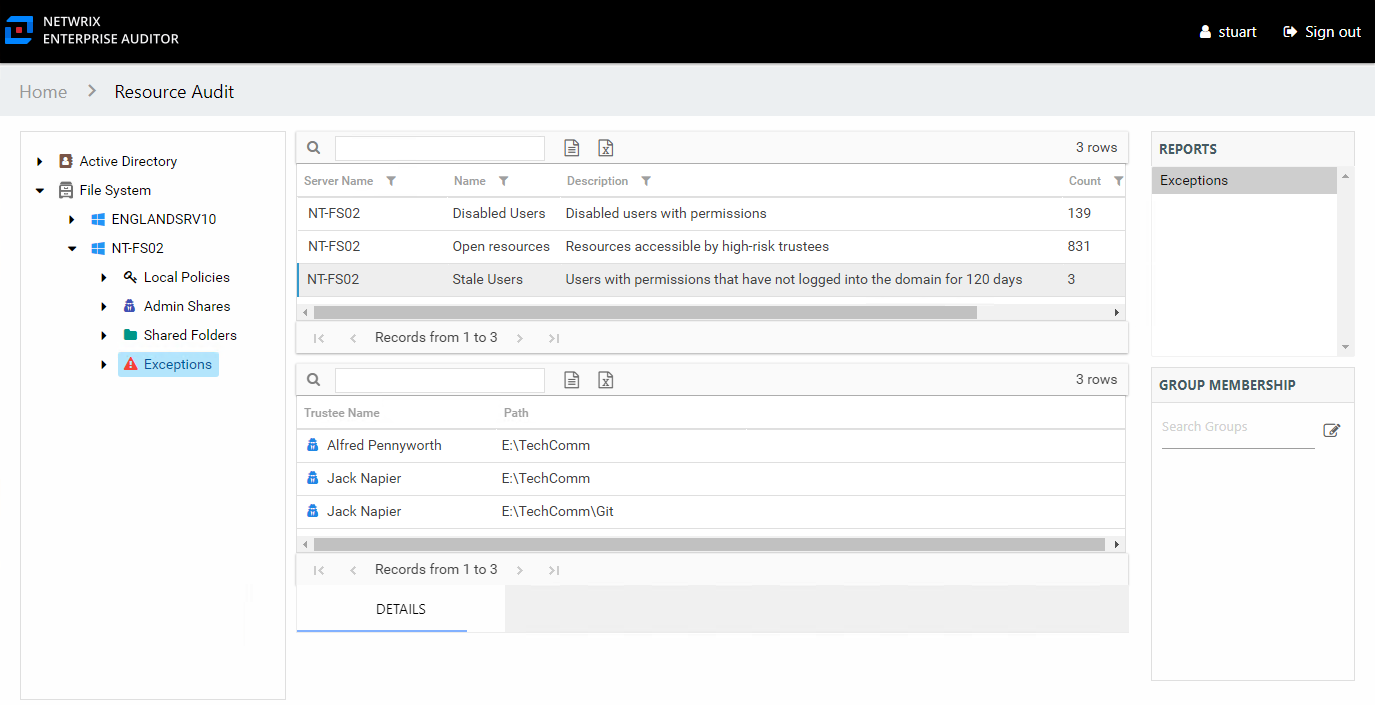 NETWRIX
ENTERPRISE AUDITOR
stuart
Sign out
Home
Resource Audit
Active Directory
File System
ENGLANDSRV10
NT-FS02
Local Policies
Admin Shares
Shared Folders
Exceptions
3 rows
Server Name Name Description Count
NT-FS02 Disabled Users Disabled users with permissions 139
NT-FS02 Open resources Resources accessible by high-risk trustees 831
NT-FS02 Stale Users Users with permissions that have not logged into the domain for 120 days 3
Records from 1 to 3
3 rows
Trustee Name Path
Alfred Pennyworth E:\TechComm
Jack Napier E:\TechComm
Jack Napier E:\TechComm\Git
Records from 1 to 3
DETAILS
REPORTS
Exceptions
GROUP MEMBERSHIP
Search Groups